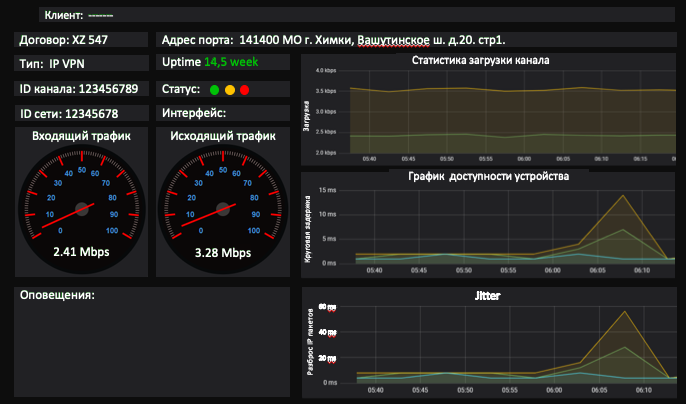 Клиент: -------
Договор: XZ 547
Адрес порта: 141400 МО г. Химки, Вашутинское ш. д.20. стр1.
Тип: IP VPN
Uptime 14,5 week
ID канала: 123456789
Статус:
ID сети: 12345678
Интерфейс:
Входящий трафик
0 10 20 30 40 50 60 70 80 90 100
2.41 Mbps
Исходящий трафик
0 10 20 30 40 50 60 70 80 90 100
3.28 Mbps
Оповещения:
Статистика загрузки канала
Загрузка
4.0 kbps
3.5 kbps
3.0 kbps
2.5 kbps
2.0 kbps
05:40 05:45 05:50 05:55 06:00 06:05 06:10
График доступности устройства
Круговая задержка
15 ms
10 ms
5 ms
0 ms
05:40 05:45 05:50 05:55 06:00 06:05 06:10
Jitter
Разброс IP пакетов
60 ms
40 ms
20 ms
0 ms
05:40 05:45 05:50 05:55 06:00 06:05 06:10